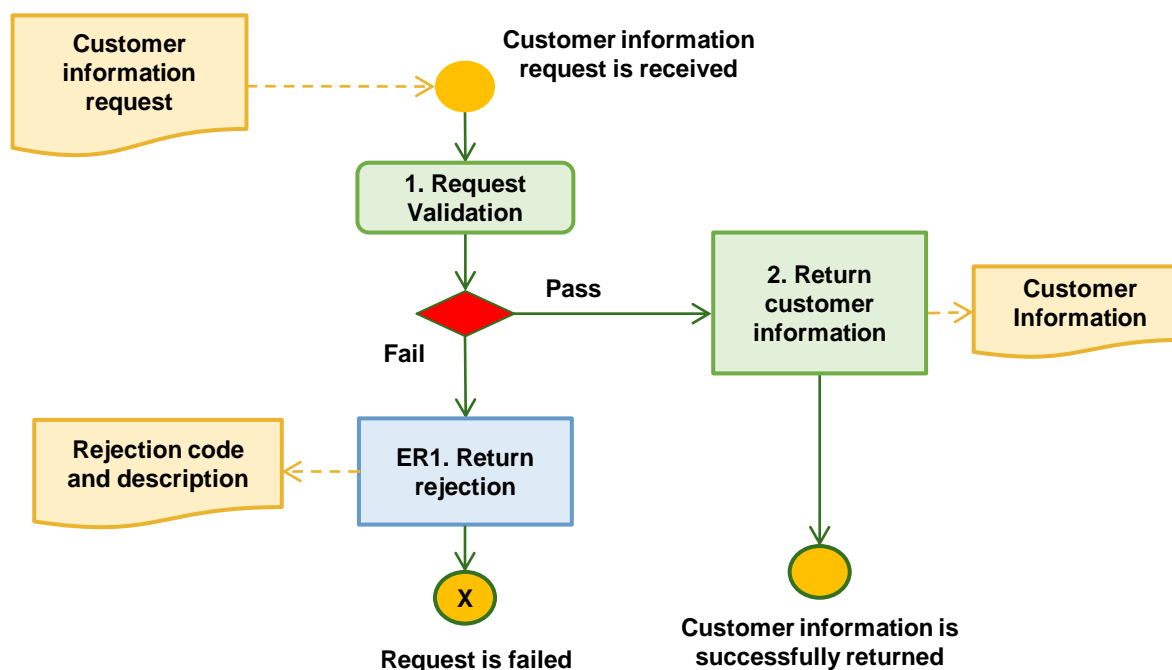 Customer
information
request
Customer information
request is received
1. Request
Validation
Pass
Fail
2. Return
customer
information
Customer
Information
Rejection code
and description
ER1. Return
rejection
X
Request is failed
Customer information is
successfully returned